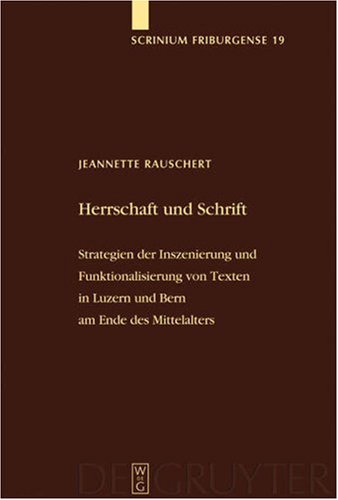 SCRINIUM FRIBURGENSE 19
JEANNETTE RAUSCHERT
Herrschaft und Schrift
Strategien der Inszenierung und
Funktionalisierung von Texten
in Luzern und Bern
am Ende des Mittelalters
W
DE
G
DE GRUYTER